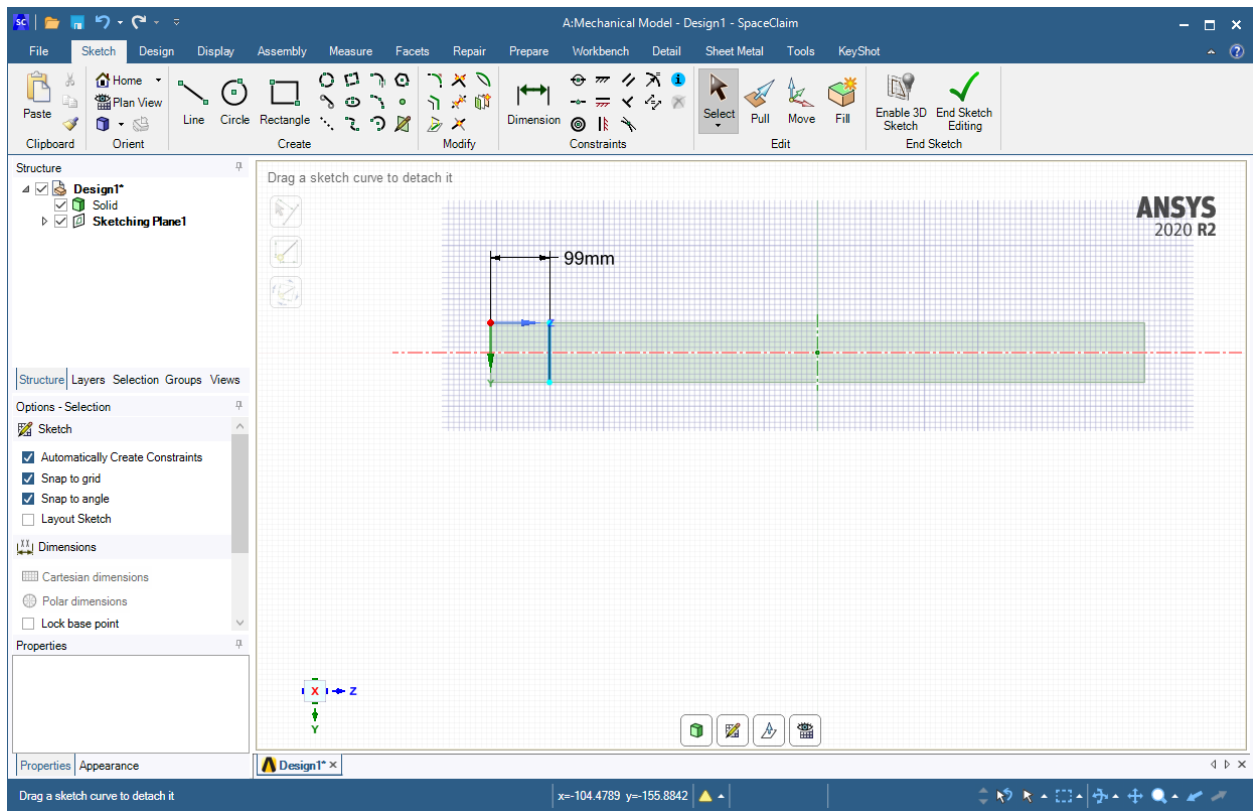 SC
A:Mechanical Model - Design1 - SpaceClaim
File Sketch Design Display Assembly Measure Facets Repair Prepare Workbench Detail Sheet Metal Tools KeyShot
Paste
Home
Plan View
Line Circle Rectangle
Dimension
Select Pull Move Fill
Enable 3D Sketch
End Sketch Editing
Clipboard Orient Create Modify Constraints Edit End Sketch
Structure
Design1*
Solid
Sketching Plane1
Structure Layers Selection Groups Views
Options - Selection
Sketch
Automatically Create Constraints
Snap to grid
Snap to angle
Layout Sketch
Dimensions
Cartesian dimensions
Polar dimensions
Lock base point
Properties
Properties Appearance
Drag a sketch curve to detach it
ANSYS
2020 R2
99mm
Z
Y
X Z
Y
Design1*
Drag a sketch curve to detach it
x=-104.4789 y=-155.8842